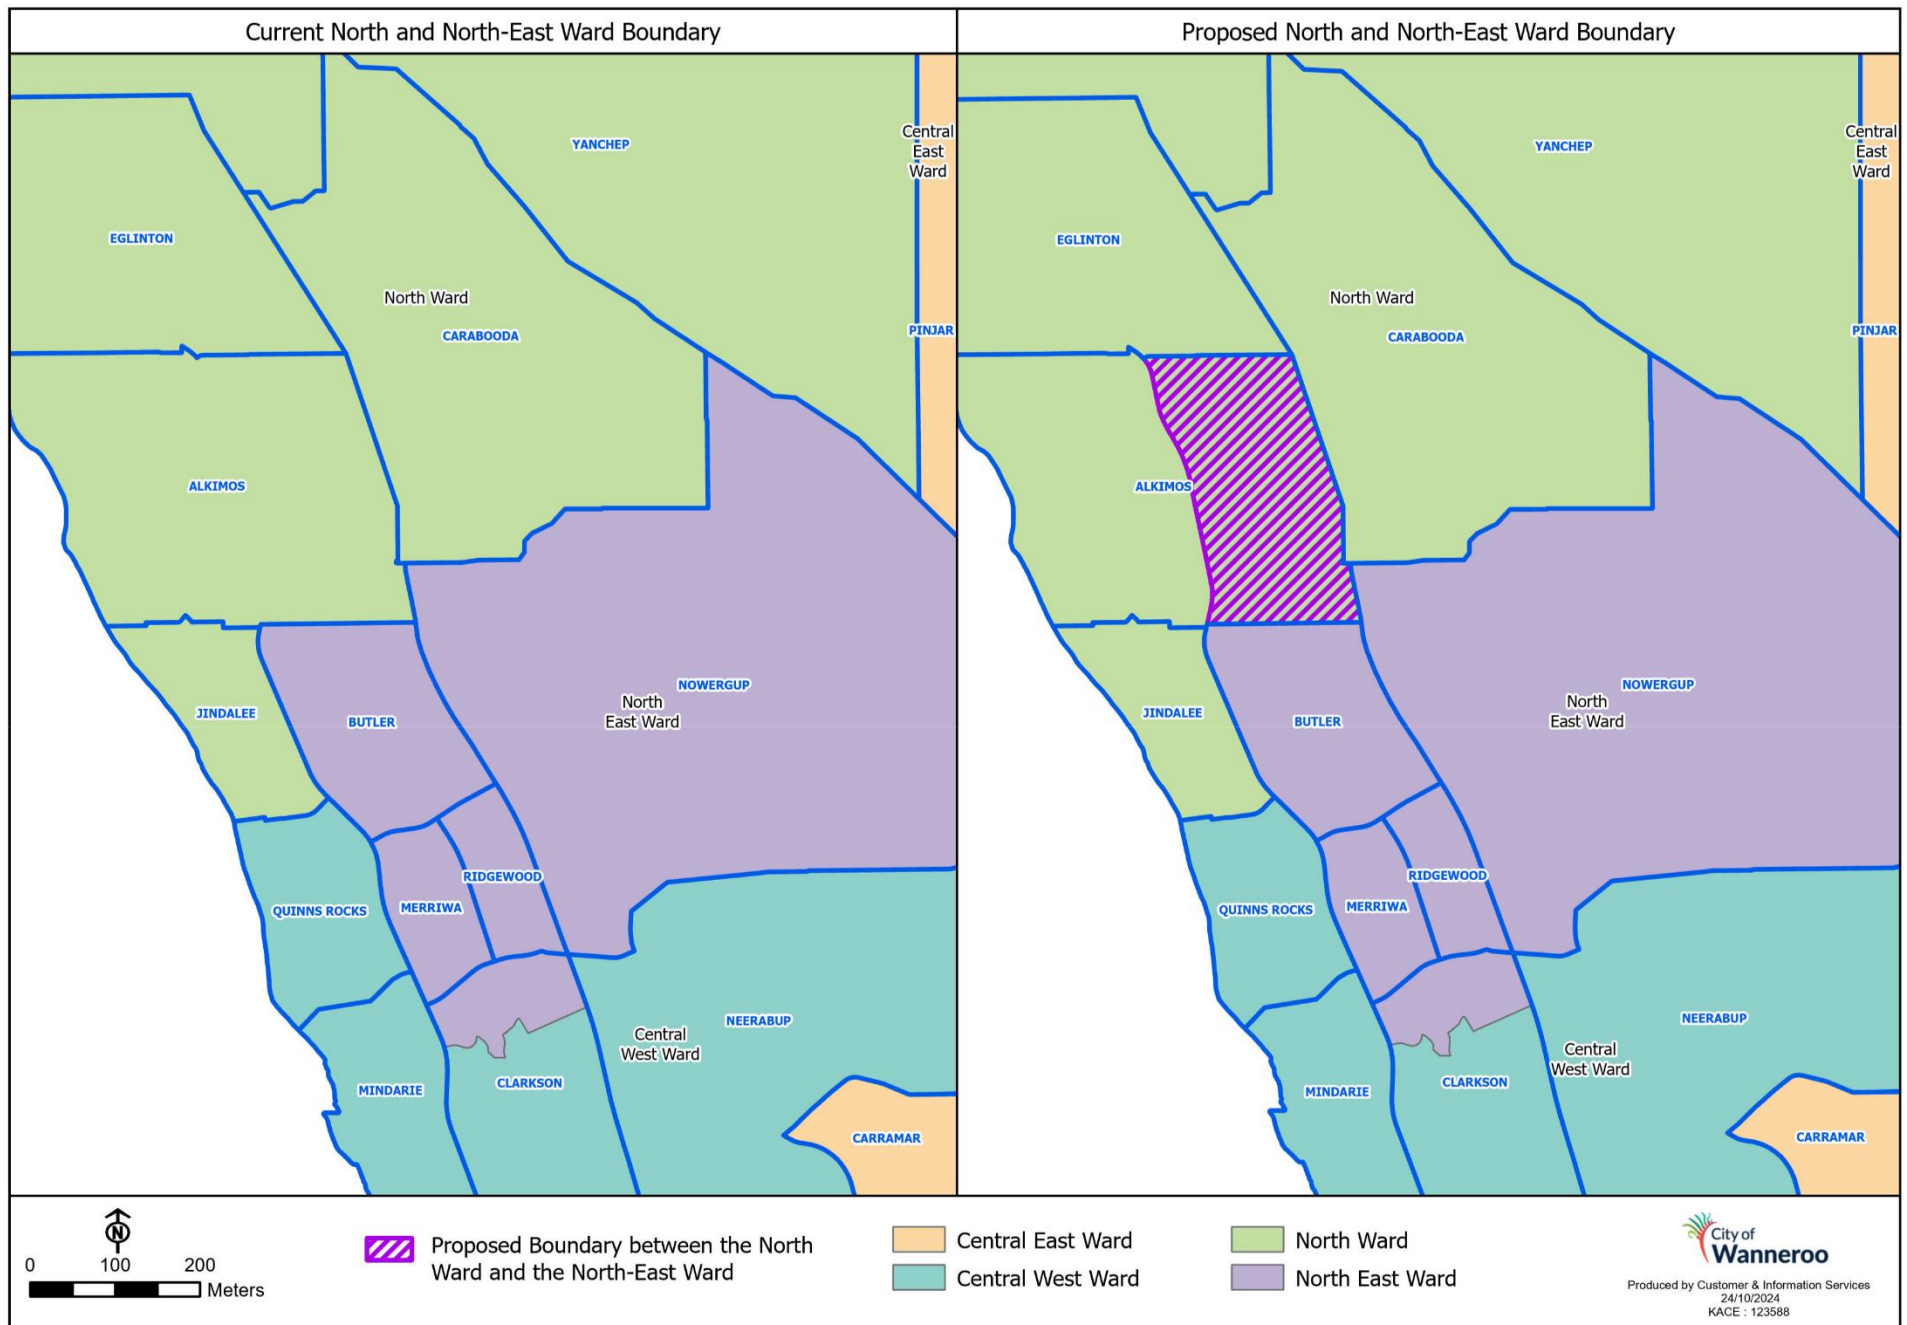 Current North and North-East Ward Boundary
Proposed North and North-East Ward Boundary
YANCHEP
Central
East
Ward
EGLINTON
North Ward
CARABOODA
PINJAR
ALKIMOS
NOWERGUP
North
East Ward
JINDALEE
BUTLER
RIDGEWOOD
QUINNS ROCKS
MERRIWA
NEERABUP
Central
West Ward
CLARKSON
MINDARIE
CARRAMAR
YANCHEP
Central
East
Ward
EGLINTON
North Ward
CARABOODA
PINJAR
ALKIMOS
NOWERGUP
North
East Ward
JINDALEE
BUTLER
RIDGEWOOD
QUINNS ROCKS
MERRIWA
NEERABUP
Central
West Ward
CLARKSON
MINDARIE
CARRAMAR
N
0 100 200
Meters
Proposed Boundary between the North
Ward and the North-East Ward
Central East Ward
Central West Ward
North Ward
North East Ward
City of
Wanneroo
Produced by Customer & Information Services
24/10/2024
KACE : 123588